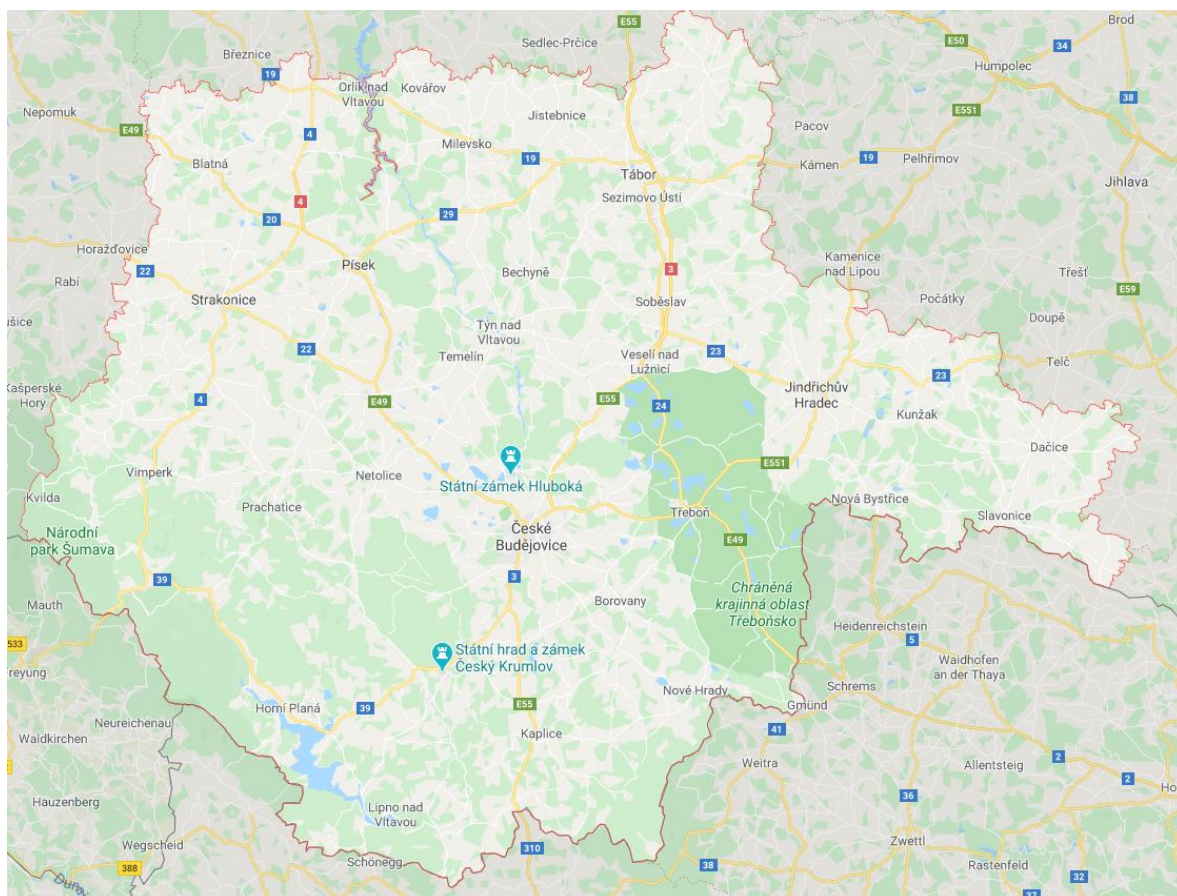 E55
Brod
Březnice
Sedlec-Prčice
E50
34
Humpolec
19
Orlík nad
Vltavou
Kovářov
38
Nepomuk
Jistebnice
E551
E49
4
Pacov
Blatná
Milevsko
19
Kámen
19
Pelhřimov
Tábor
Jihlava
Sezimovo Ústí
4
20
29
Horažďovice
22
Písek
Bechyně
3
Kamenice
nad Lipou
Třešť
Rabí
Strakonice
Soběslav
Počátky
E59
ušice
Týn nad
Vltavou
Doupě
22
Temelín
Veselí nad
Lužnicí
23
Telč
Kašperské
Hory
4
E49
E55
24
Jindřichův
Hradec
23
Kunžak
Dačice
Vimperk
Netolice
Státní zámek Hluboká
E551
Kvilda
Prachatice
Nová Bystřice
Slavonice
Národní
park Šumava
České
Budějovice
Třeboň
E49
39
3
Chráněná
krajinná oblast
Třeboňsko
Mauth
Borovany
Heidenreichstein
5
533
reyung
Státní hrad a zámek
Český Krumlov
Waidhofen
an der Thaya
Nové Hrady
Schrems
Horní Planá
39
E55
Gmünd
Neureichenau
Waldkirchen
Kaplice
41
2
Weitra
Allentsteig
2
Hauzenberg
Lipno nad
Vltavou
36
Ho
Wegscheid
310
Zwettl
388
Schönegg
38
Rastenfeld
32
37